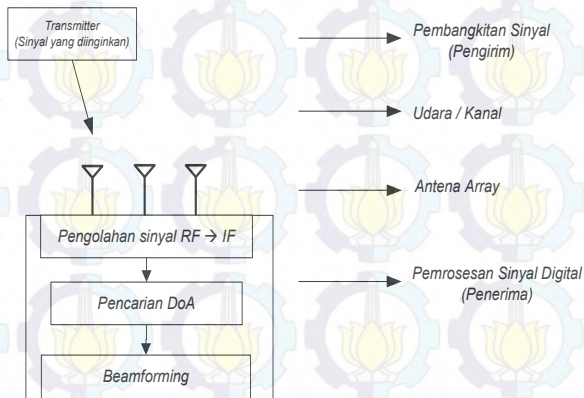 Transmitter
(Sinyal yang diinginkan)
Pembangkitan Sinyal
(Pengirim)
Udara / Kanal
Antena Array
Pengolahan sinyal RF → IF
Pencarian DoA
Pemrosesan Sinyal Digital
(Penerima)
Beamforming